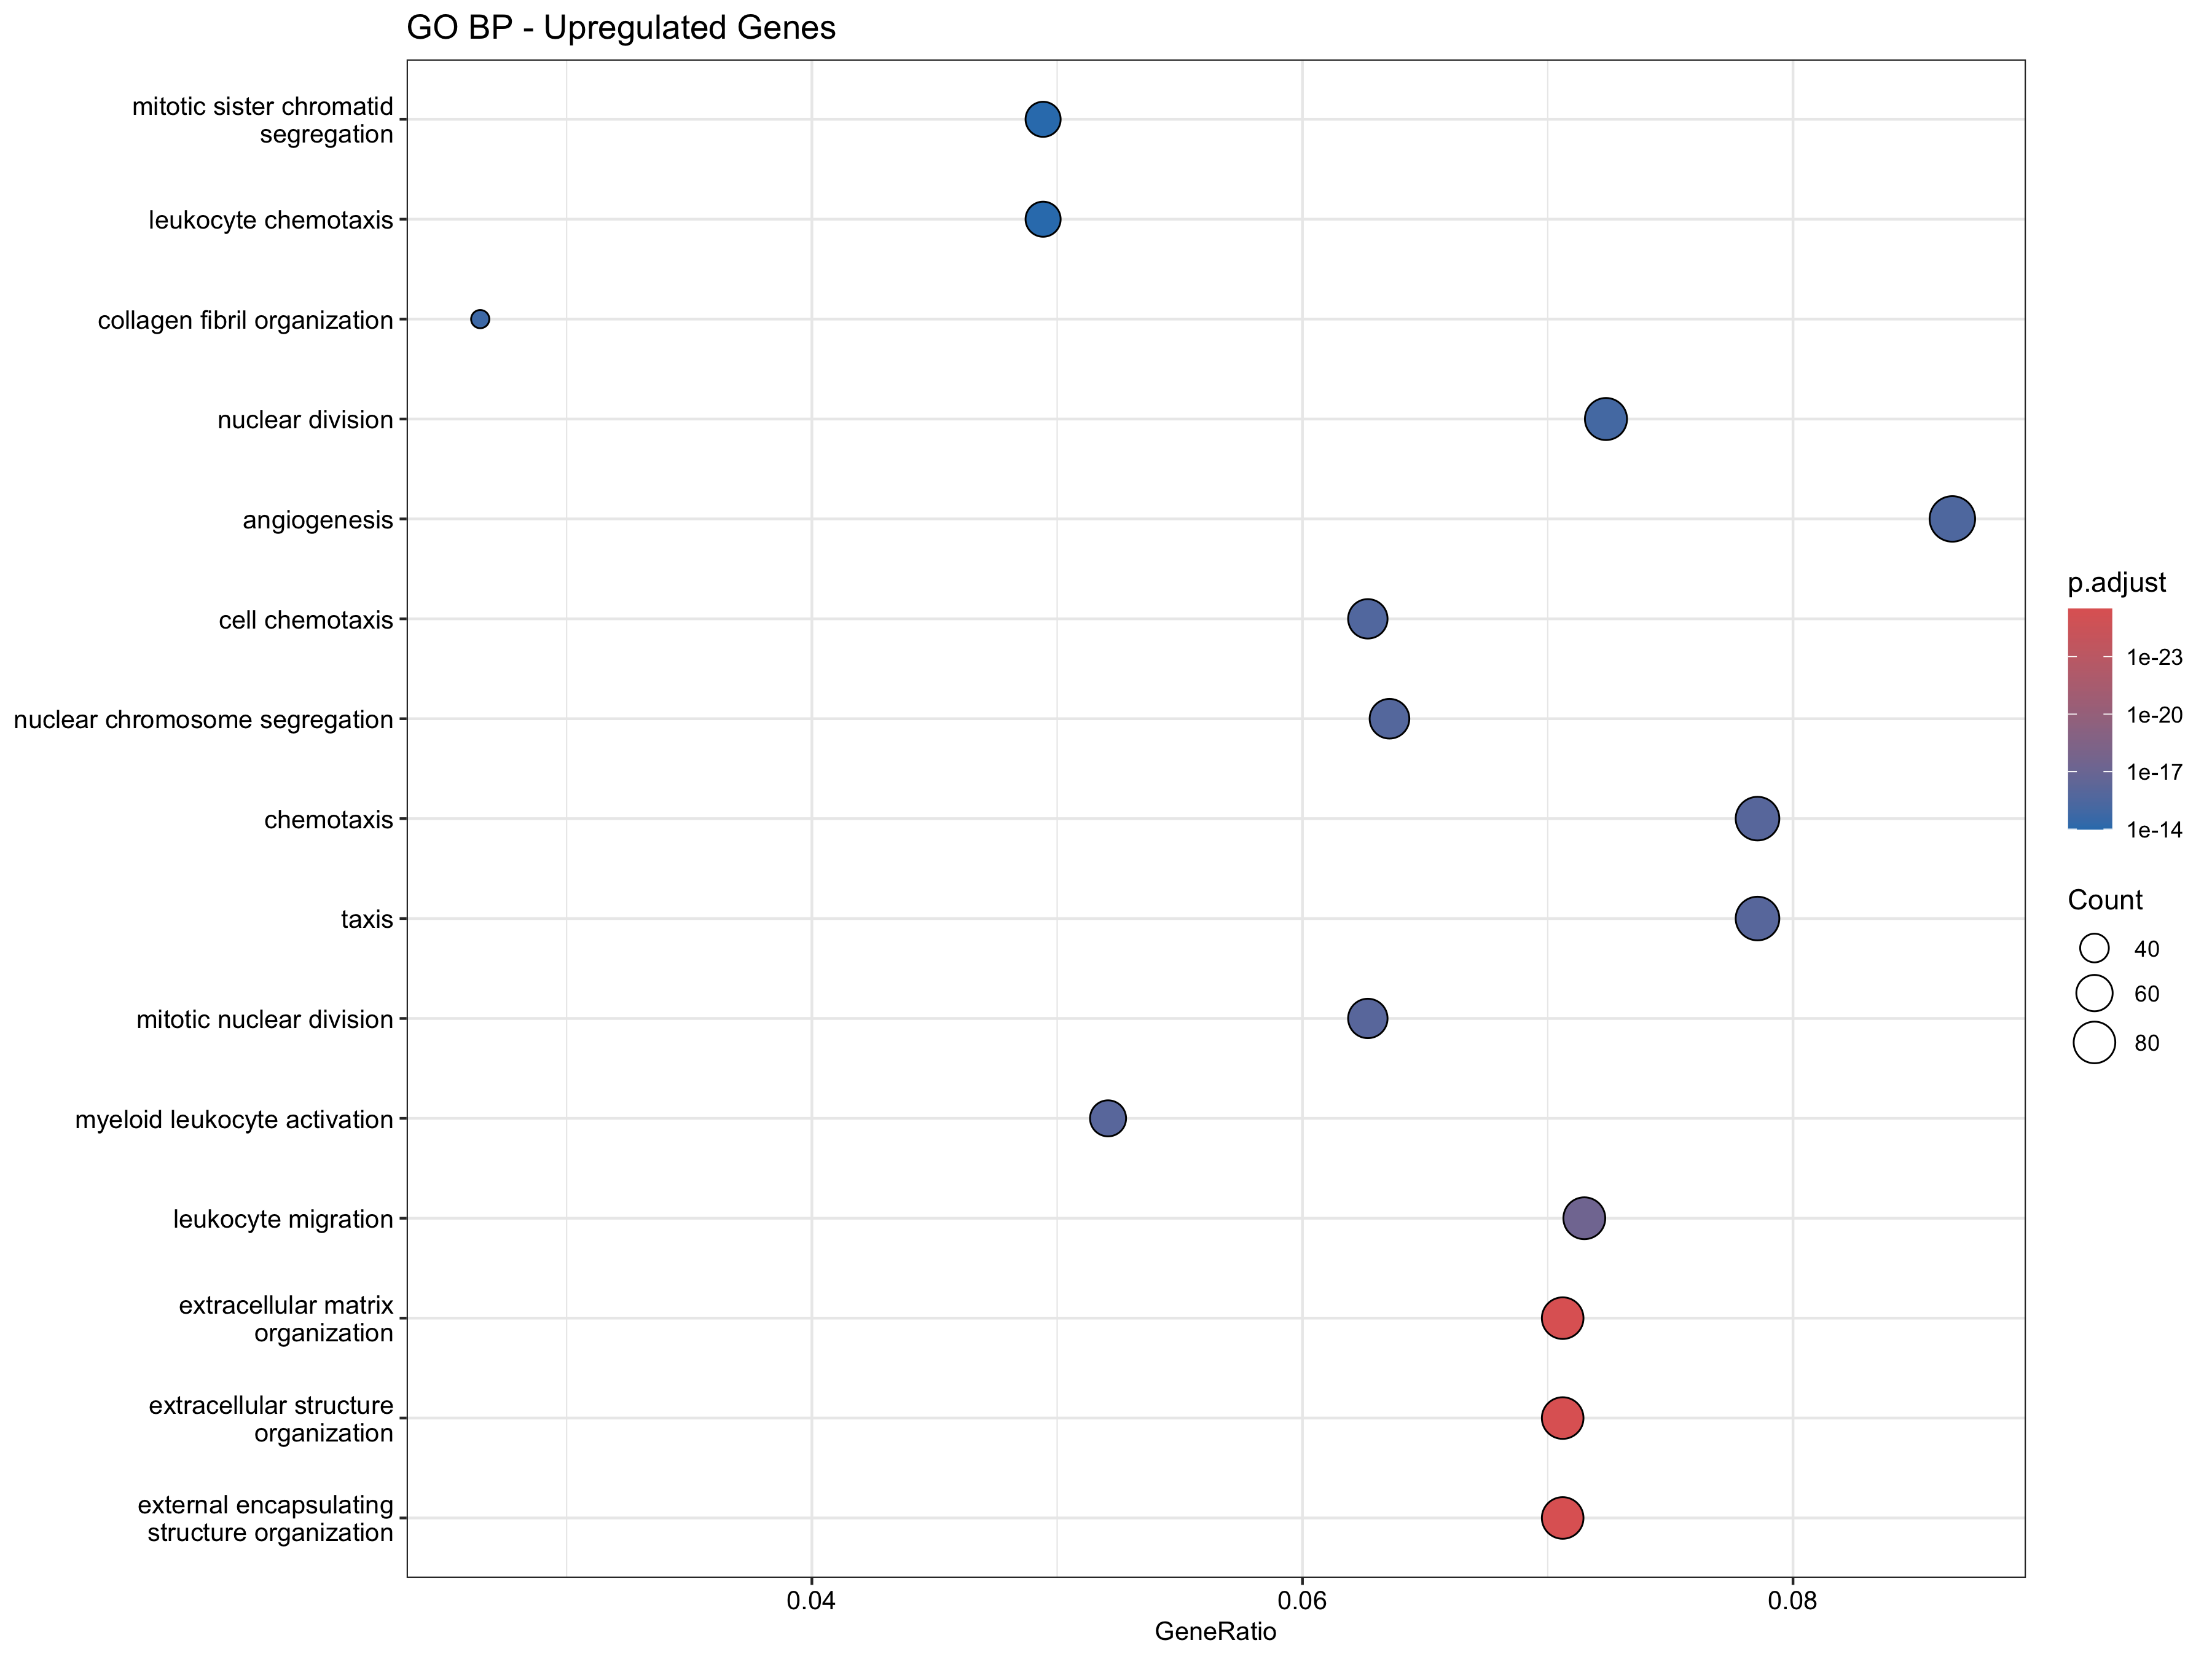 GO BP - Upregulated Genes
mitotic sister chromatid
segregation
leukocyte chemotaxis
collagen fibril organization
nuclear division
angiogenesis
cell chemotaxis
nuclear chromosome segregation
chemotaxis
taxis
mitotic nuclear division
myeloid leukocyte activation
leukocyte migration
extracellular matrix
organization
extracellular structure
organization
external encapsulating
structure organization
0.04
0.06
0.08
GeneRatio
p.adjust
1e-23
1e-20
1e-17
1e-14
Count
40
60
80